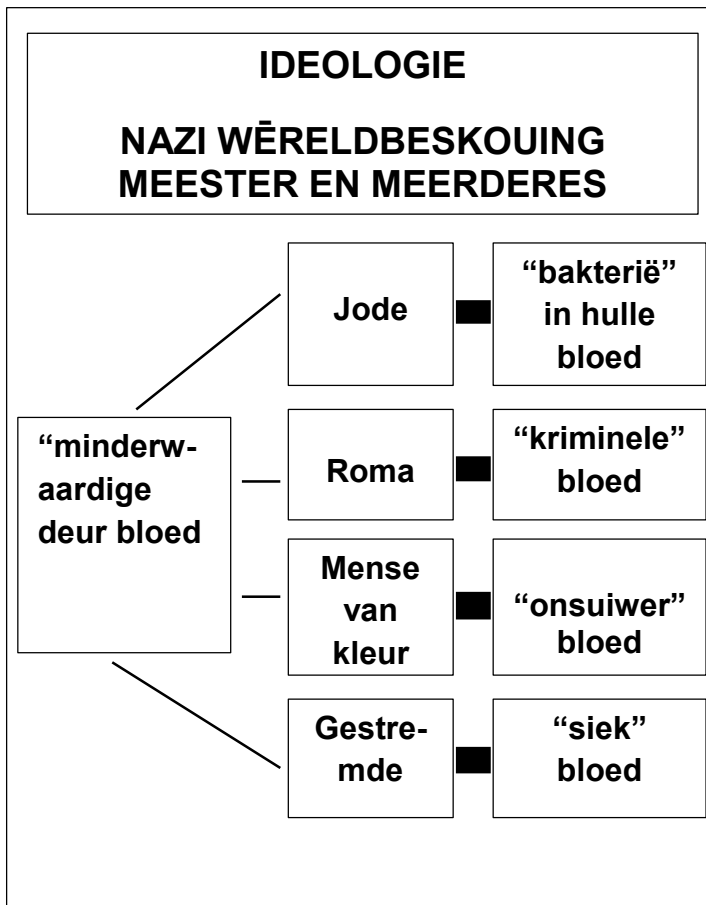 IDEOLOGIE
NAZI WĒRELDBESKOUING
MEESTER EN MEERDERES
Jode
“bakterië”
in hulle
bloed
“minderw-
aardige
deur bloed
Roma
“kriminele”
bloed
Mense
van
kleur
“onsuiwer”
bloed
Gestre-
mde
“siek”
bloed